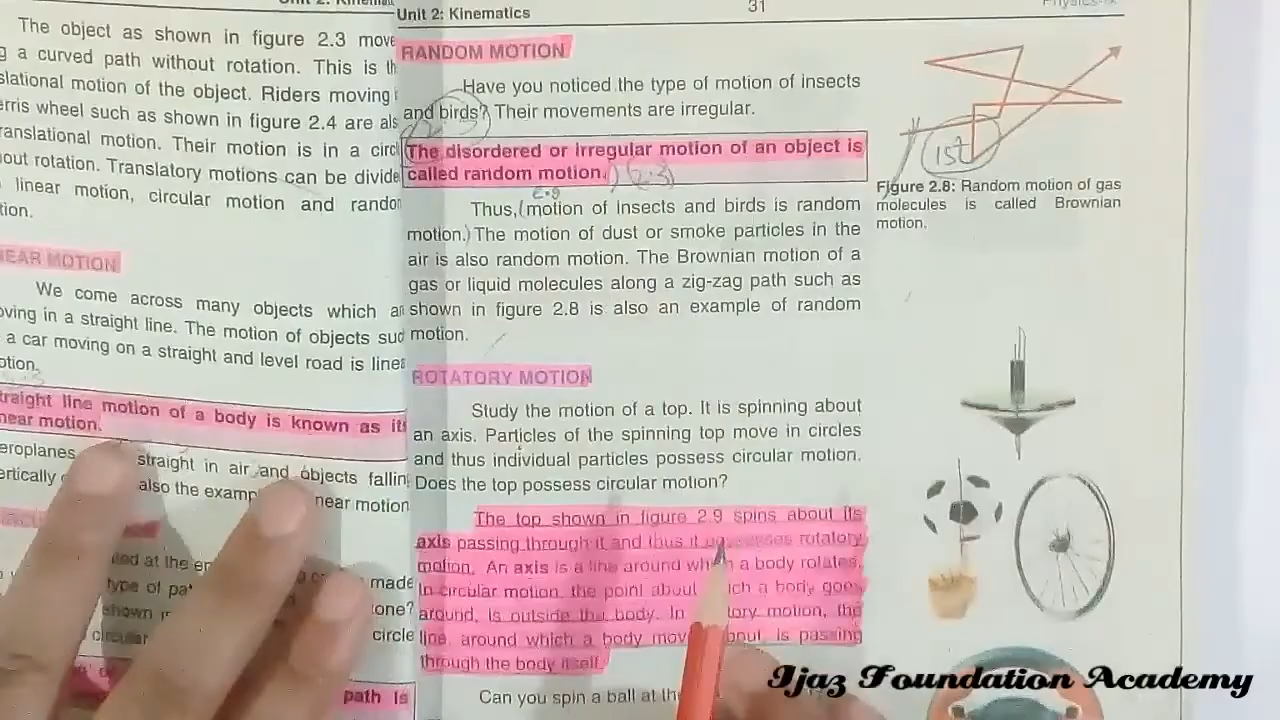 The object as shown in figure 2.3 move
a curved path without rotation. This is
slational motion of the object. Riders moving
erris wheel such as shown in figure 2.4 are als
ranslational motion. Their motion is in a circ
out rotation. Translatory motions can be divide
linear motion, circular motion and randon
tion.
NEAR MOTION
We come across many objects which
oving in a straight line. The motion of objects suc
a car moving on a straight and level road is linea
otion.
traight line motion of a body is known as its
near motion.
eroplanes straight in air and objects fallin
ertically also the near motion
at the
made
type of
shown
circular
circle
path is
Unit 2: Kinematics
31
RANDOM MOTION
Have you noticed the type of motion of insects
and birds? Their movements are irregular.
The disordered or irregular motion of an object is
called random motion.
e.g
Thus, (motion of insects and birds is random
motion.) The motion of dust or smoke particles in the
air is also random motion. The Brownian motion of a
gas or liquid molecules along a zig-zag path such as
shown in figure 2.8 is also an example of random
motion.
ROTATORY MOTION
Study the motion of a top. It is spinning about
an axis. Particles of the spinning top move in circles
and thus individual particles possess circular motion.
Does the top possess circular motion?
The top shown in figure 2.9 spins about its
axis passing through it and thus it rotatory
motion. An axis is a line around a body rotates.
In circular motion, the point about a body goes
around, is outside the body. In motion, the
line, around which a body is passing
through the body itself.
Can you spin a ball at
1st
Figure 2.8: Random motion of gas
molecules is called Brownian
motion.
Ijaz Foundation Academy